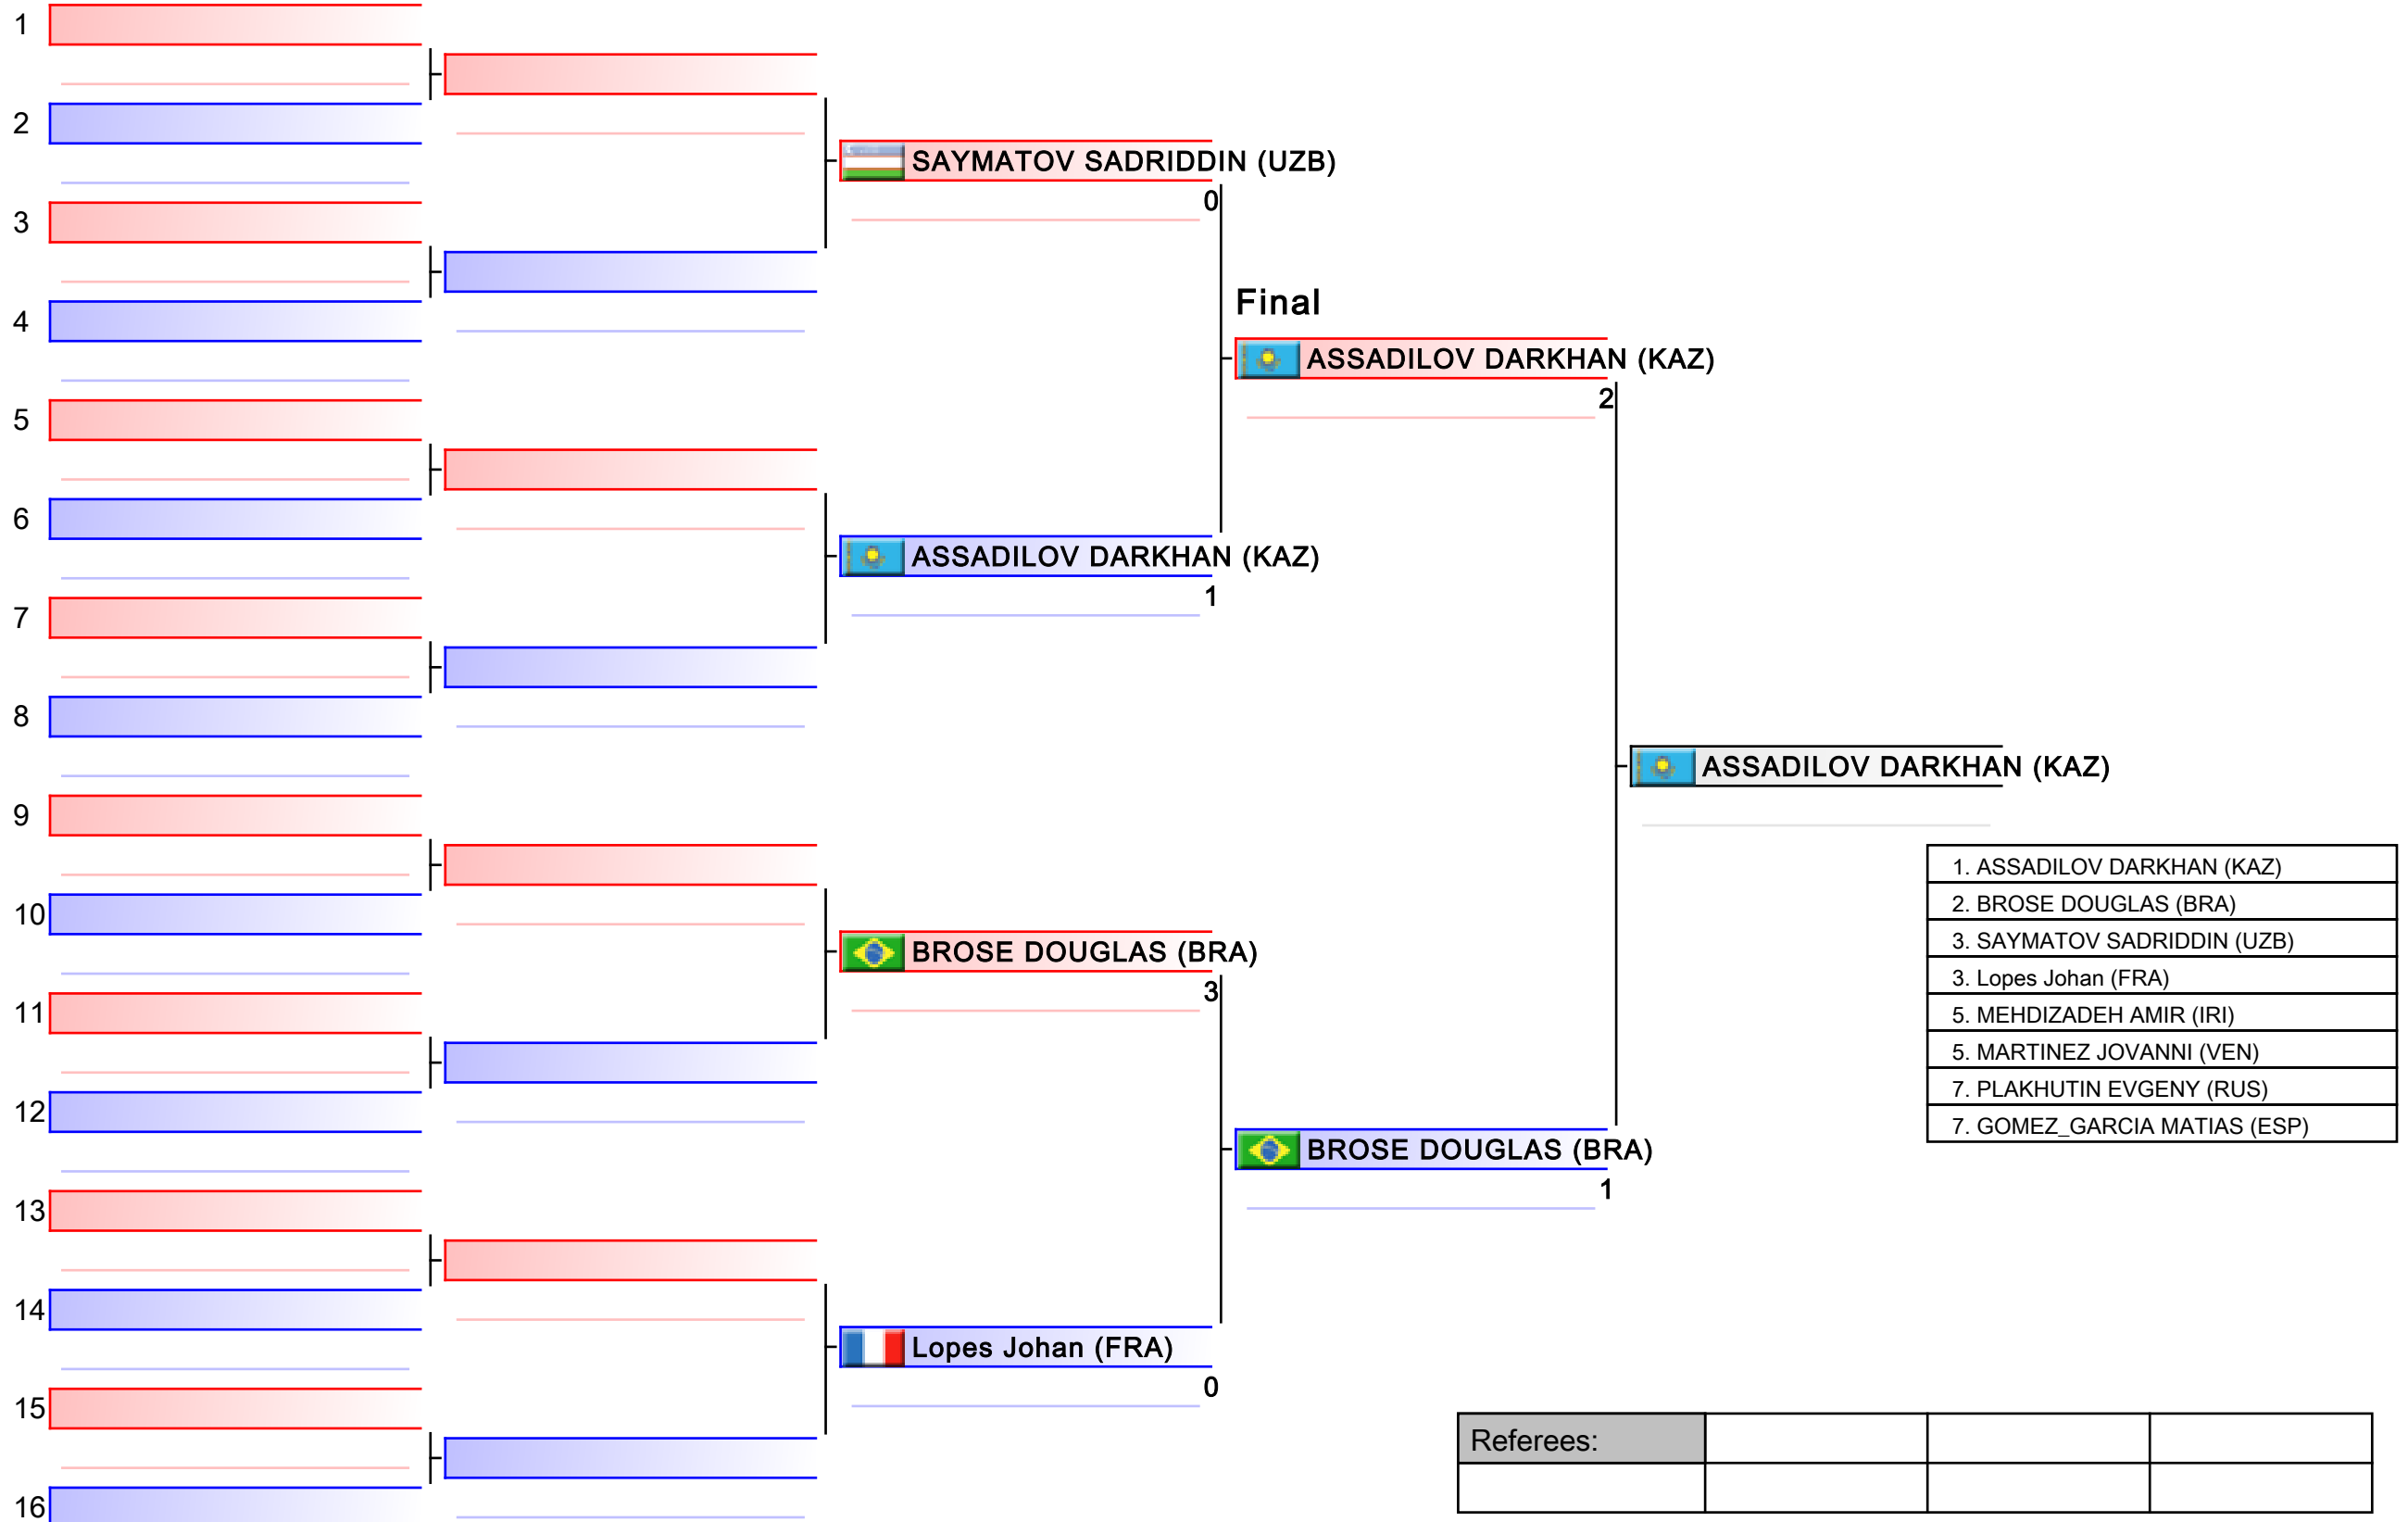 1
2
SAYMATOV SADRIDDIN (UZB)
0
3
Final
4
ASSADILOV DARKHAN (KAZ)
2
5
6
ASSADILOV DARKHAN (KAZ)
1
7
8
ASSADILOV DARKHAN (KAZ)
9
1. ASSADILOV DARKHAN (KAZ)
2. BROSE DOUGLAS (BRA)
3. SAYMATOV SADRIDDIN (UZB)
3. Lopes Johan (FRA)
5. MEHDIZADEH AMIR (IRI)
5. MARTINEZ JOVANNI (VEN)
7. PLAKHUTIN EVGENY (RUS)
7. GOMEZ_GARCIA MATIAS (ESP)
10
BROSE DOUGLAS (BRA)
3
11
12
BROSE DOUGLAS (BRA)
1
13
14
Lopes Johan (FRA)
0
15
Referees:
16